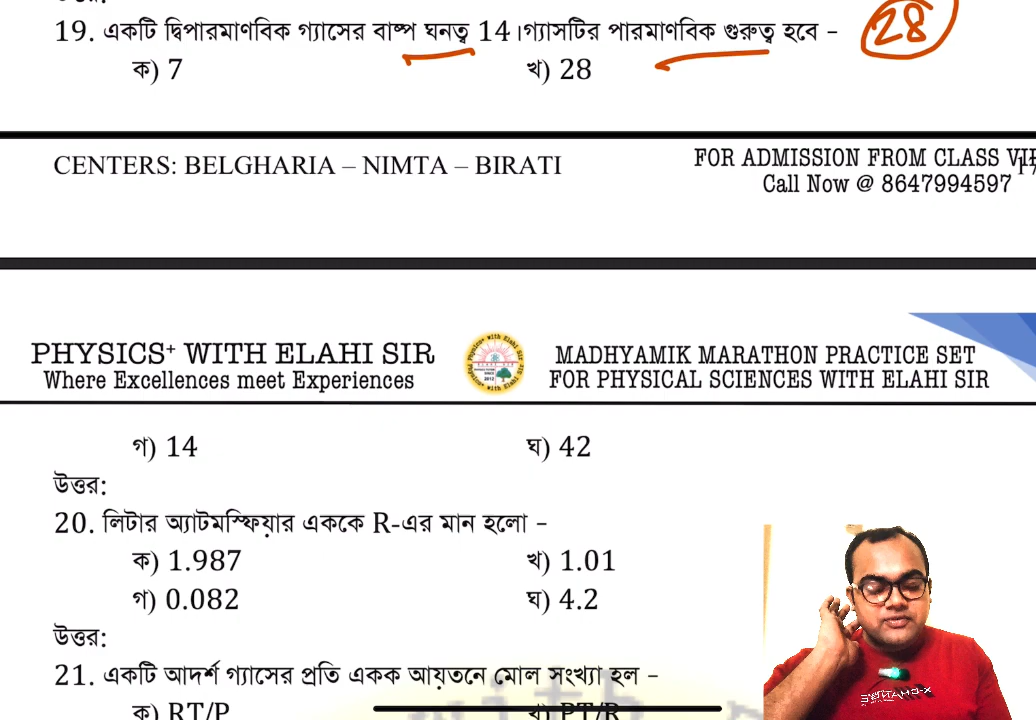 19. একটি দ্বিপারমাণবিক গ্যাসের বাষ্প ঘনত্ব 14।গ্যাসটির পারমাণবিক গুরুত্ব হবে – 28
ক) 7 খ) 28
CENTERS: BELGHARIA – NIMTA – BIRATI
FOR ADMISSION FROM CLASS
Call Now @ 8647994597
PHYSICS⁺ WITH ELAHI SIR
Where Excellences meet Experiences
MADHYAMIK MARATHON PRACTICE SET
FOR PHYSICAL SCIENCES WITH ELAHI SIR
গ) 14 ঘ) 42
উত্তর:
20. লিটার অ্যাটমস্ফিয়ার এককে R-এর মান হলো –
ক) 1.987 খ) 1.01
গ) 0.082 ঘ) 4.2
উত্তর:
21. একটি আদর্শ গ্যাসের প্রতি একক আয়তনে মোল সংখ্যা হল –
ক) RT/P খ) PT/R